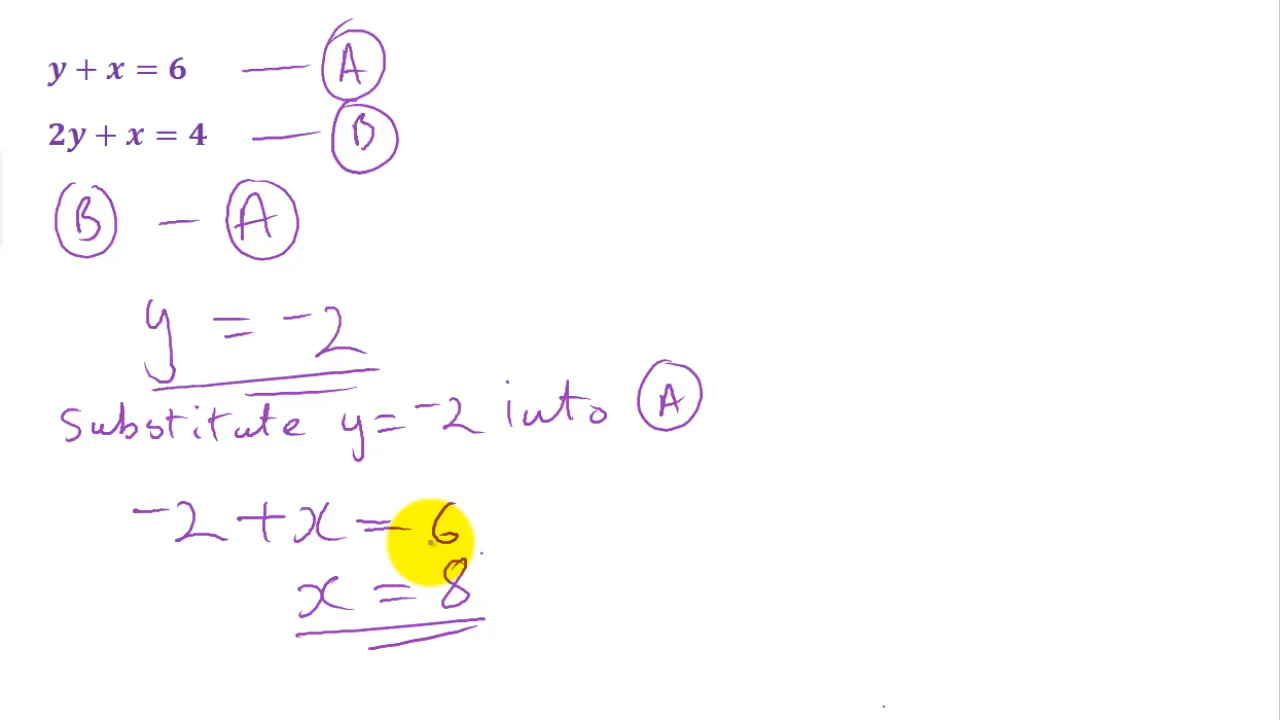 y + x = 6 — A
2y + x = 4 — B
B - A
y = -2
Substitute y = -2 into A
-2 + x = 6
x = 8